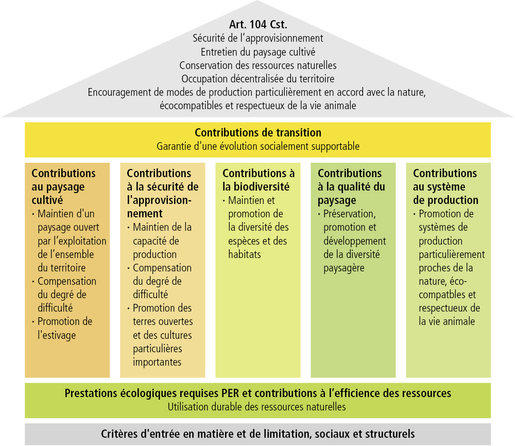 Art. 104 Cst.
Sécurité de l'approvisionnement
Entretien du paysage cultivé
Conservation des ressources naturelles
Occupation décentralisée du territoire
Encouragement de modes de production particulièrement en accord avec la nature,
écocompatibles et respectueux de la vie animale
Contributions de transition
Garantie d'une évolution socialement supportable
Contributions
au paysage
cultivé
· Maintien d'un
paysage ouvert
par l'exploitation
de l'ensemble
du territoire
· Compensation
du degré de
difficulté
· Promotion de
l'estivage
Contributions
à la sécurité de
l'approvision-
nement
· Maintien de la
capacité de
production
· Compensation
du degré de
difficulté
· Promotion des
terres ouvertes
et des cultures
particulières
importantes
Contributions à
la biodiversité
· Maintien et
promotion de
la diversité des
espèces et des
habitats
Contributions
à la qualité du
paysage
· Préservation,
promotion et
développement
de la diversité
paysagère
Contributions
au système
de production
· Promotion de
systèmes de
production
particulièrement
proches de la
nature, éco-
compatbles et
respectueux de
la vie animale
Prestations écologiques requises PER et contributions à l'efficience des ressources
Utilisation durable des ressources naturelles
Critères d'entrée en matière et de limitation, sociaux et structurels